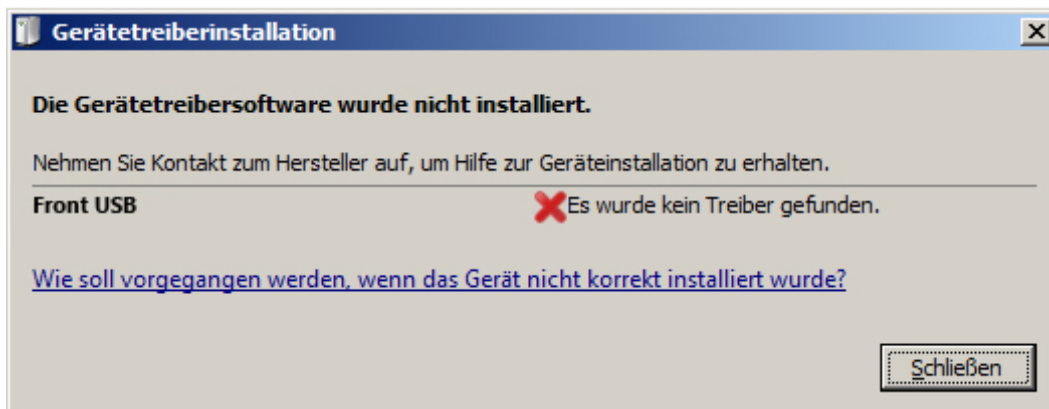 Gerätetreiberinstallation
Die Gerätetreibersoftware wurde nicht installiert.
Nehmen Sie Kontakt zum Hersteller auf, um Hilfe zur Geräteinstallation zu erhalten.
Front USB Es wurde kein Treiber gefunden.
Wie soll vorgegangen werden, wenn das Gerät nicht korrekt installiert wurde?
Schließen